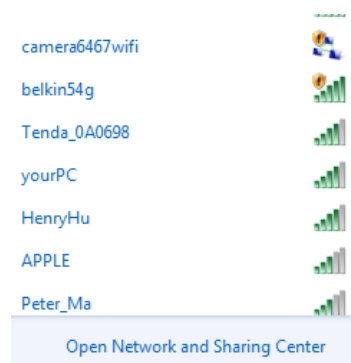 camera6467wifi
belkin54g
Tenda_0A0698
yourPC
HenryHu
APPLE
Peter_Ma
Open Network and Sharing Center